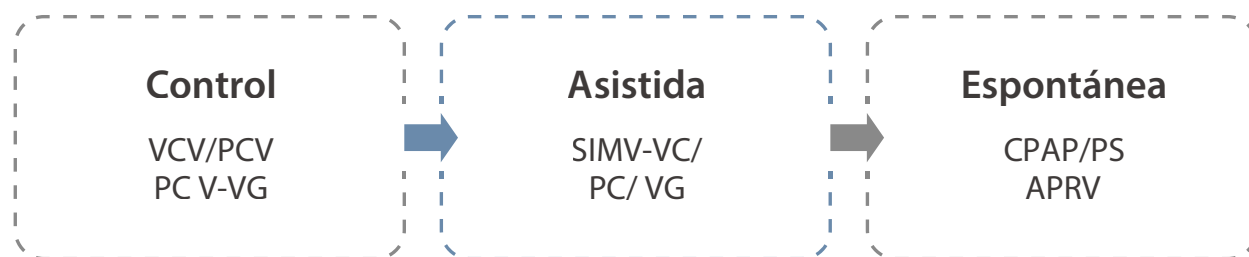 Control
VCV/PCV
PC V-VG
Asistida
SIMV-VC/
PC/ VG
Espontánea
CPAP/PS
APRV